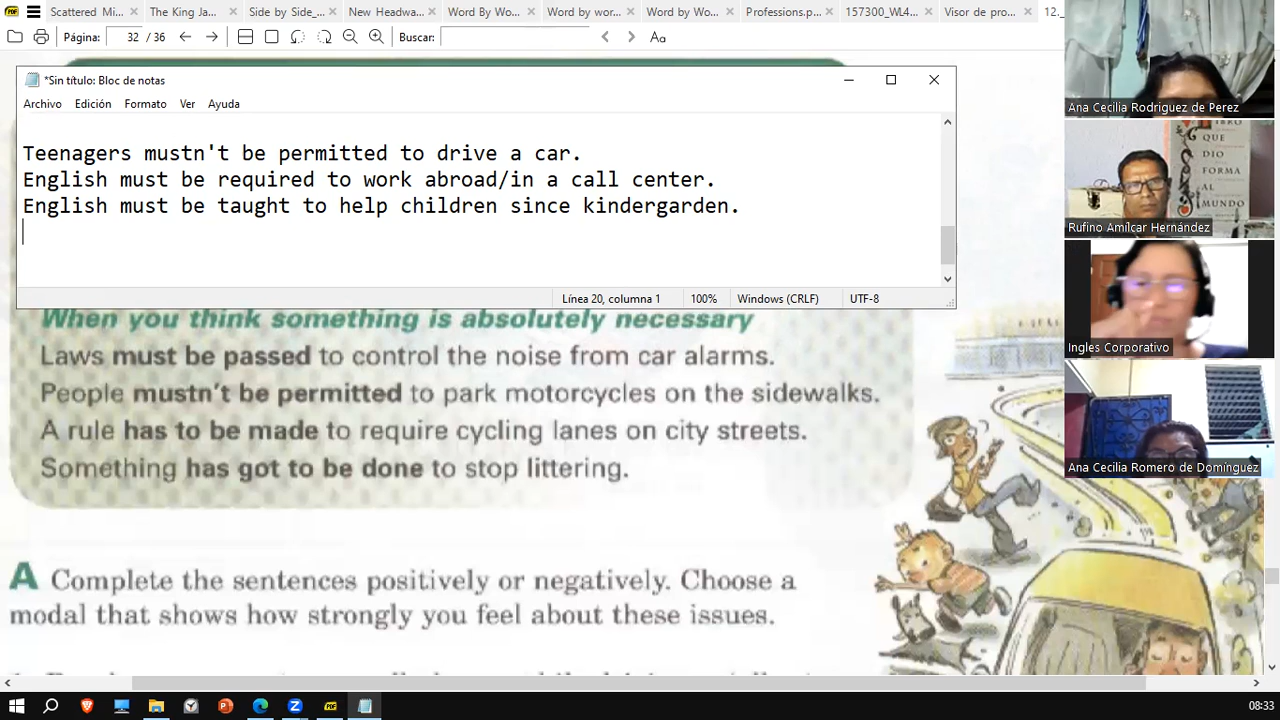 Scattered Mi...
The King Ja...
Side by Side_...
New Headwa...
Word By Wo...
Word by wor...
Word by Wo...
Professions.p...
157300_WL4...
Visor de pro...
12._
Página:
32 / 36
Buscar:
Aa
*Sin título: Bloc de notas
Archivo Edición Formato Ver Ayuda
Teenagers mustn't be permitted to drive a car.
English must be required to work abroad/in a call center.
English must be taught to help children since kindergarden.
Línea 20, columna 1
100%
Windows (CRLF)
UTF-8
When you think something is absolutely necessary
Laws must be passed to control the noise from car alarms.
People mustn't be permitted to park motorcycles on the sidewalks.
A rule has to be made to require cycling lanes on city streets.
Something has got to be done to stop littering.
A Complete the sentences positively or negatively. Choose a
modal that shows how strongly you feel about these issues.
Ana Cecilia Rodriguez de Perez
LIBRO
QUE
DIO
FORMA
AL
MUNDO
Rufino Amílcar Hernández
Ingles Corporativo
Ana Cecilia Romero de Domínguez
08:33